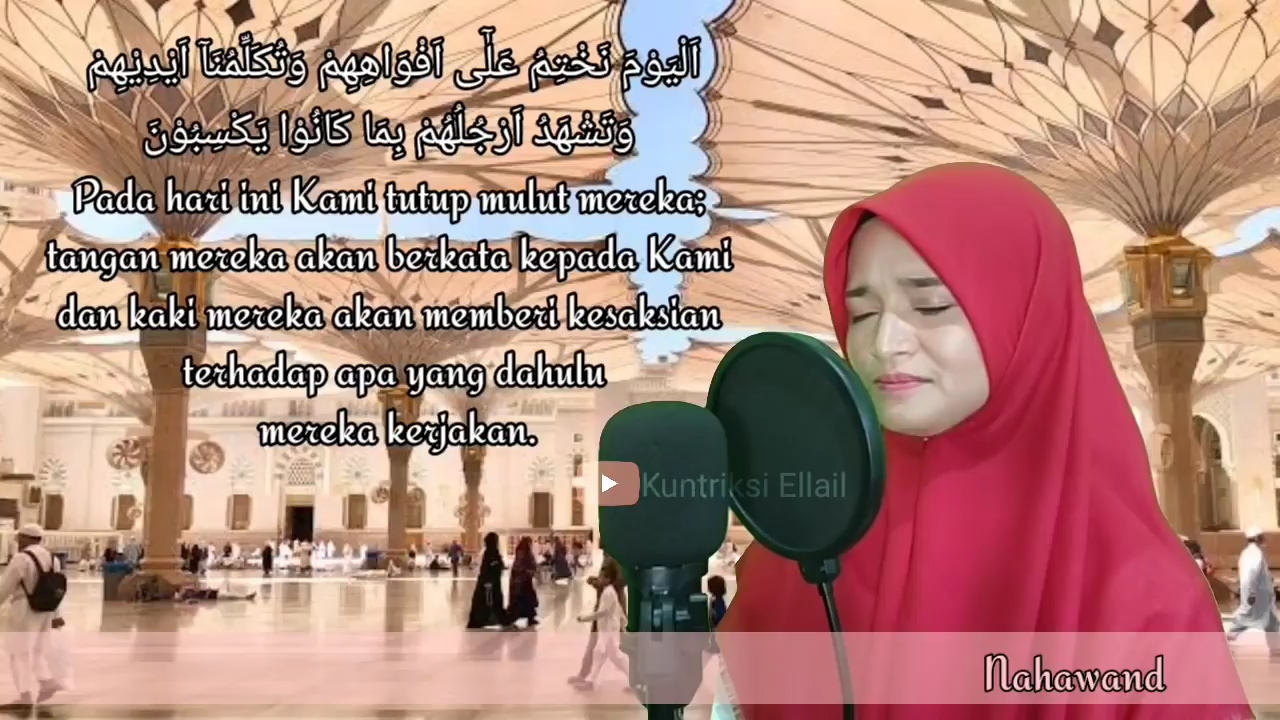 اَلْيَوْمَ نَخْتِمُ عَلٰٓى اَفْوَاهِهِمْ وَتُكَلِّمُنَآ اَيْدِيْهِمْ
وَتَشْهَدُ اَرْجُلُهُمْ بِمَا كَانُوْا يَكْسِبُوْنَ
Pada hari ini Kami tutup mulut mereka;
tangan mereka akan berkata kepada Kami
dan kaki mereka akan memberi kesaksian
terhadap apa yang dahulu
mereka kerjakan.
Kuntriksi Ellail
Nahawand